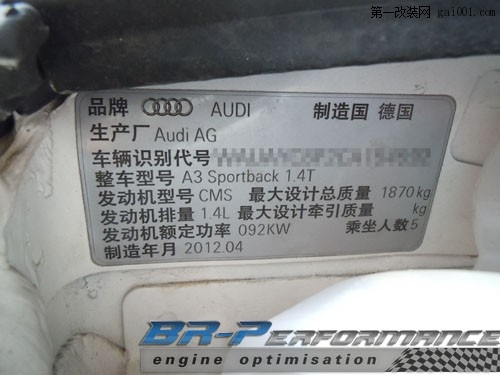 第一改装网 gai001.com
品牌 AUDI 制造国 德国
生产厂 Audi AG
车辆识别代号
整车型号 A3 Sportback 1.4T
发动机型号 CMS 最大设计总质量 1870kg
发动机排量 1.4L 最大设计牵引质量 kg
发动机额定功率 092KW 乘坐人数5
制造年月 2012.04
BR-Performance
engine optimisation